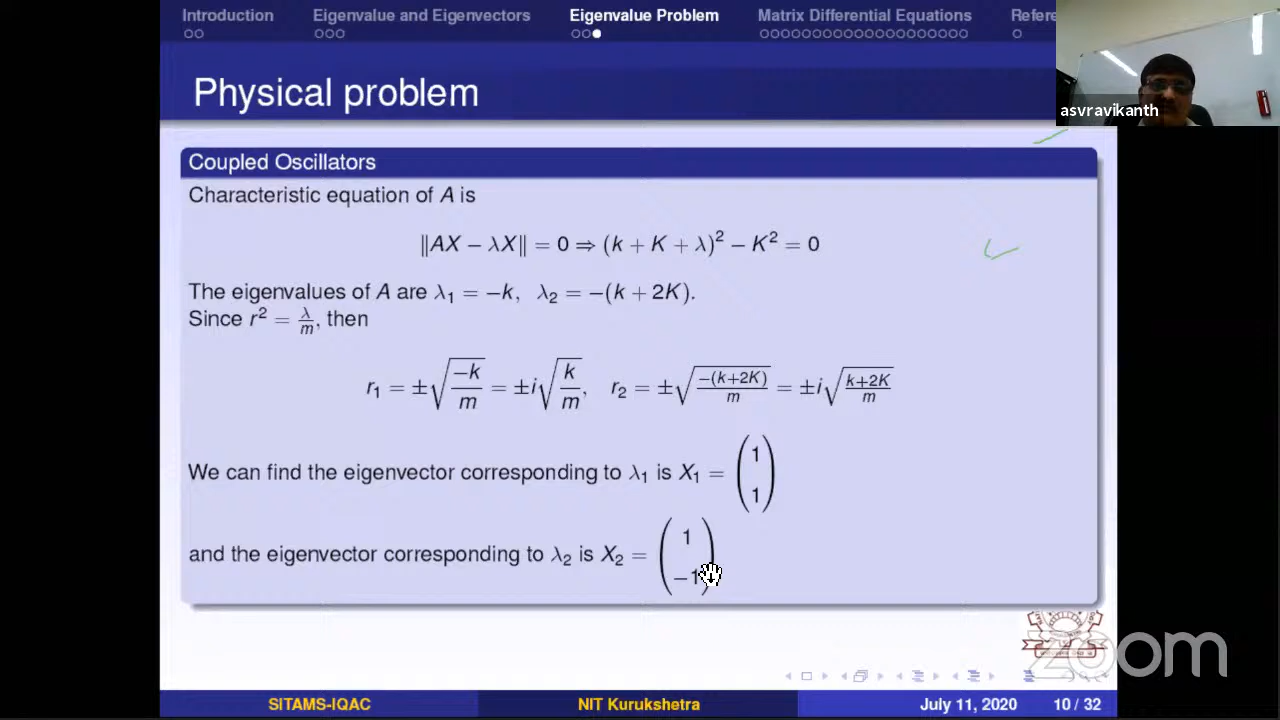 Introduction Eigenvalue and Eigenvectors Eigenvalue Problem Matrix Differential Equations Refere
asvravikanth
Physical problem
Coupled Oscillators
Characteristic equation of A is
‖AX − λX‖ = 0 ⇒ (k + K + λ)² − K² = 0
The eigenvalues of A are λ₁ = −k, λ₂ = −(k + 2K).
Since r² = λ/m, then
r₁ = ±√(−k/m) = ±i√(k/m), r₂ = ±√(−(k+2K)/m) = ±i√((k+2K)/m)
We can find the eigenvector corresponding to λ₁ is X₁ = (1 1)
and the eigenvector corresponding to λ₂ is X₂ = (1 −1)
zoom
SITAMS-IQAC NIT Kurukshetra July 11, 2020 10 / 32